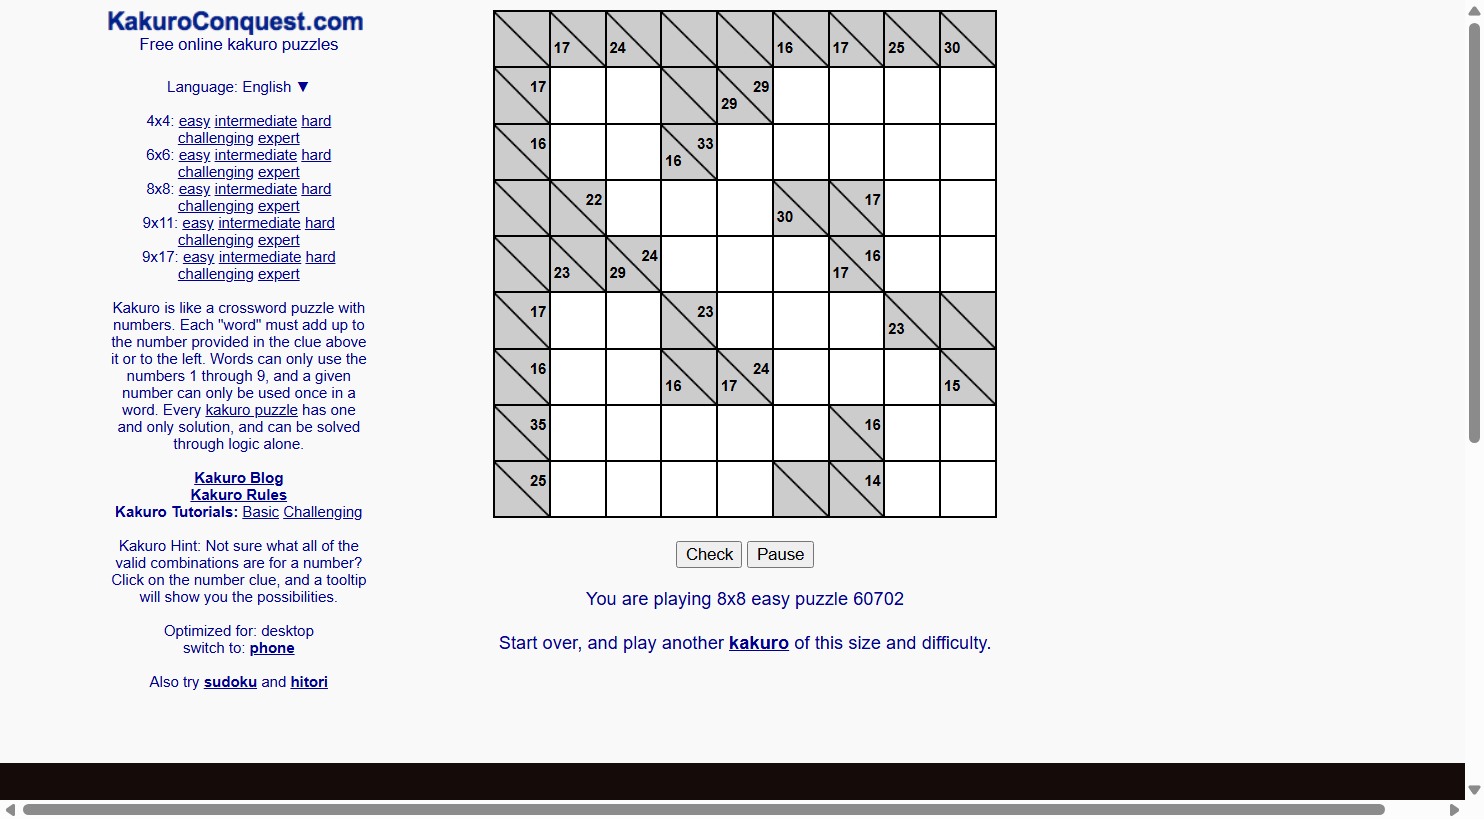 KakuroConquest.com
Free online kakuro puzzles
Language: English ▼
4x4: easy intermediate hard
challenging expert
6x6: easy intermediate hard
challenging expert
8x8: easy intermediate hard
challenging expert
9x11: easy intermediate hard
challenging expert
9x17: easy intermediate hard
challenging expert
Kakuro is like a crossword puzzle with
numbers. Each "word" must add up to
the number provided in the clue above
it or to the left. Words can only use the
numbers 1 through 9, and a given
number can only be used once in a
word. Every kakuro puzzle has one
and only solution, and can be solved
through logic alone.
Kakuro Blog
Kakuro Rules
Kakuro Tutorials: Basic Challenging
Kakuro Hint: Not sure what all of the
valid combinations are for a number?
Click on the number clue, and a tooltip
will show you the possibilities.
Optimized for: desktop
switch to: phone
Also try sudoku and hitori
17 24 16 17 25 30
17 29
29
16 33
16
22 17
30
24 16
23 29 17
17 23
23
16 24
16 17 15
35 16
25 14
Check Pause
You are playing 8x8 easy puzzle 60702
Start over, and play another kakuro of this size and difficulty.